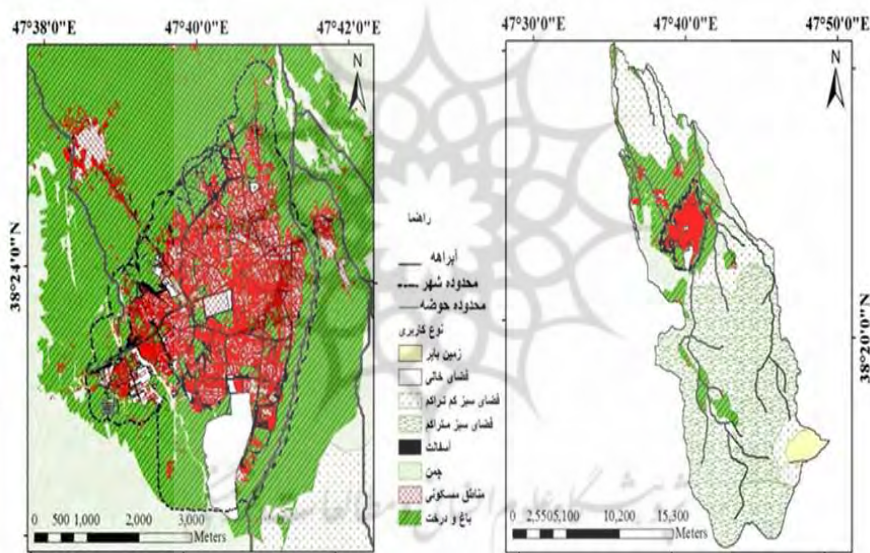 47°38'0"E 47°40'0"E 47°42'0"E
47°30'0"E 47°40'0"E 47°50'0"E
N
N
38°24'0"N
38°20'0"N
راهنما
آبراهه
محدوده شهر
محدوده حوضه
نوع کاربری
زمین بایر
فضای خالی
فضای سبز کم تراکم
فضای سبز متراکم
آسفالت
چمن
مناطق مسکونی
باغ و درخت
0 500 1,000 2,000 3,000
Meters
0 2,550 5,100 10,200 15,300
Meters